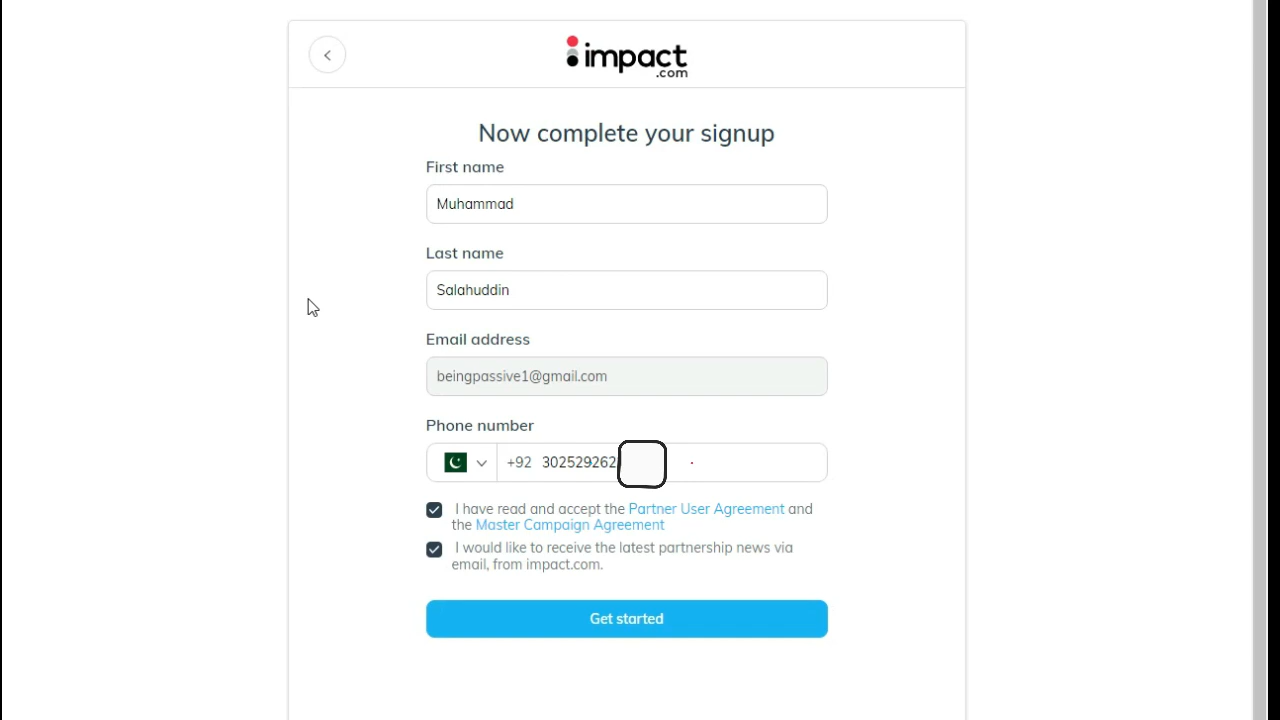 impact
.com
Now complete your signup
First name
Muhammad
Last name
Salahuddin
Email address
beingpassive1@gmail.com
Phone number
+92 302529262
I have read and accept the Partner User Agreement and
the Master Campaign Agreement
I would like to receive the latest partnership news via
email, from impact.com.
Get started